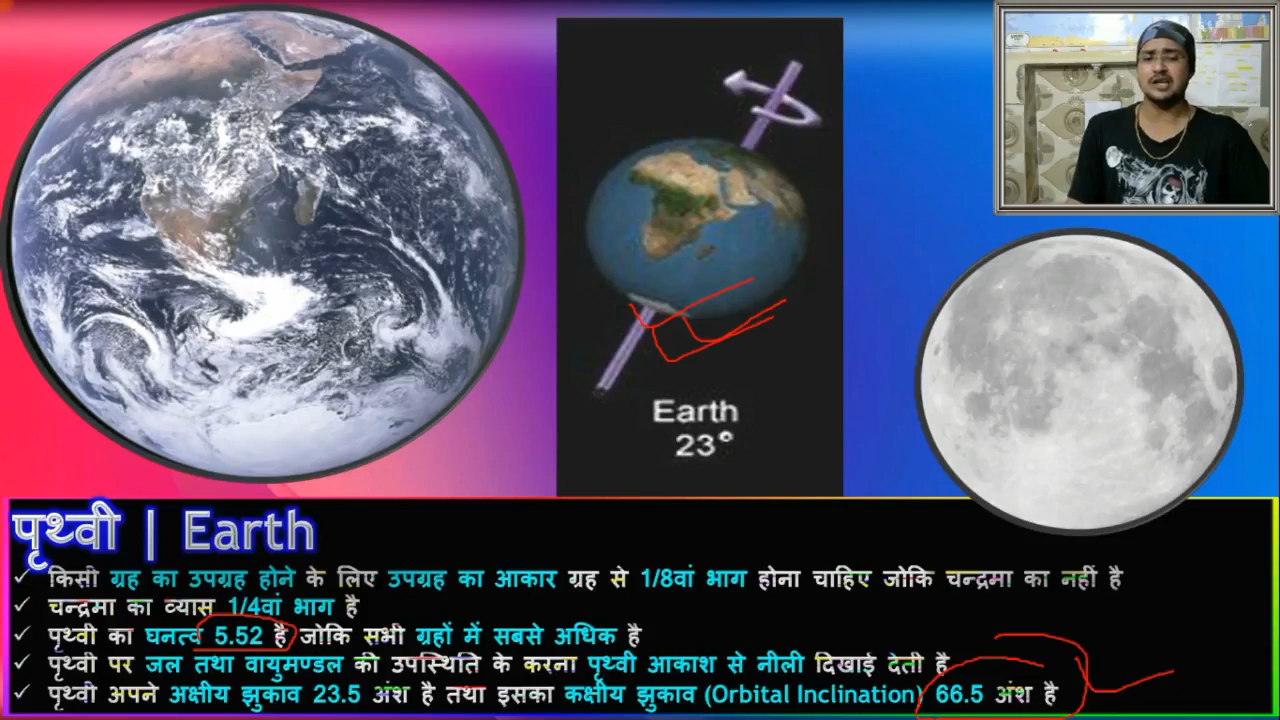 Earth
23°
पृथ्वी | Earth
✓ किसी ग्रह का उपग्रह होने के लिए उपग्रह का आकार ग्रह से 1/8वां भाग होना चाहिए जोकि चन्द्रमा का नहीं है
✓ चन्द्रमा का व्यास 1/4वां भाग है
✓ पृथ्वी का घनत्व 5.52 है जोकि सभी ग्रहों में सबसे अधिक है
✓ पृथ्वी पर जल तथा वायुमण्डल की उपस्थिति के करना पृथ्वी आकाश से नीली दिखाई देती है
✓ पृथ्वी अपने अक्षीय झुकाव 23.5 अंश है तथा इसका कक्षीय झुकाव (Orbital Inclination) 66.5 अंश है